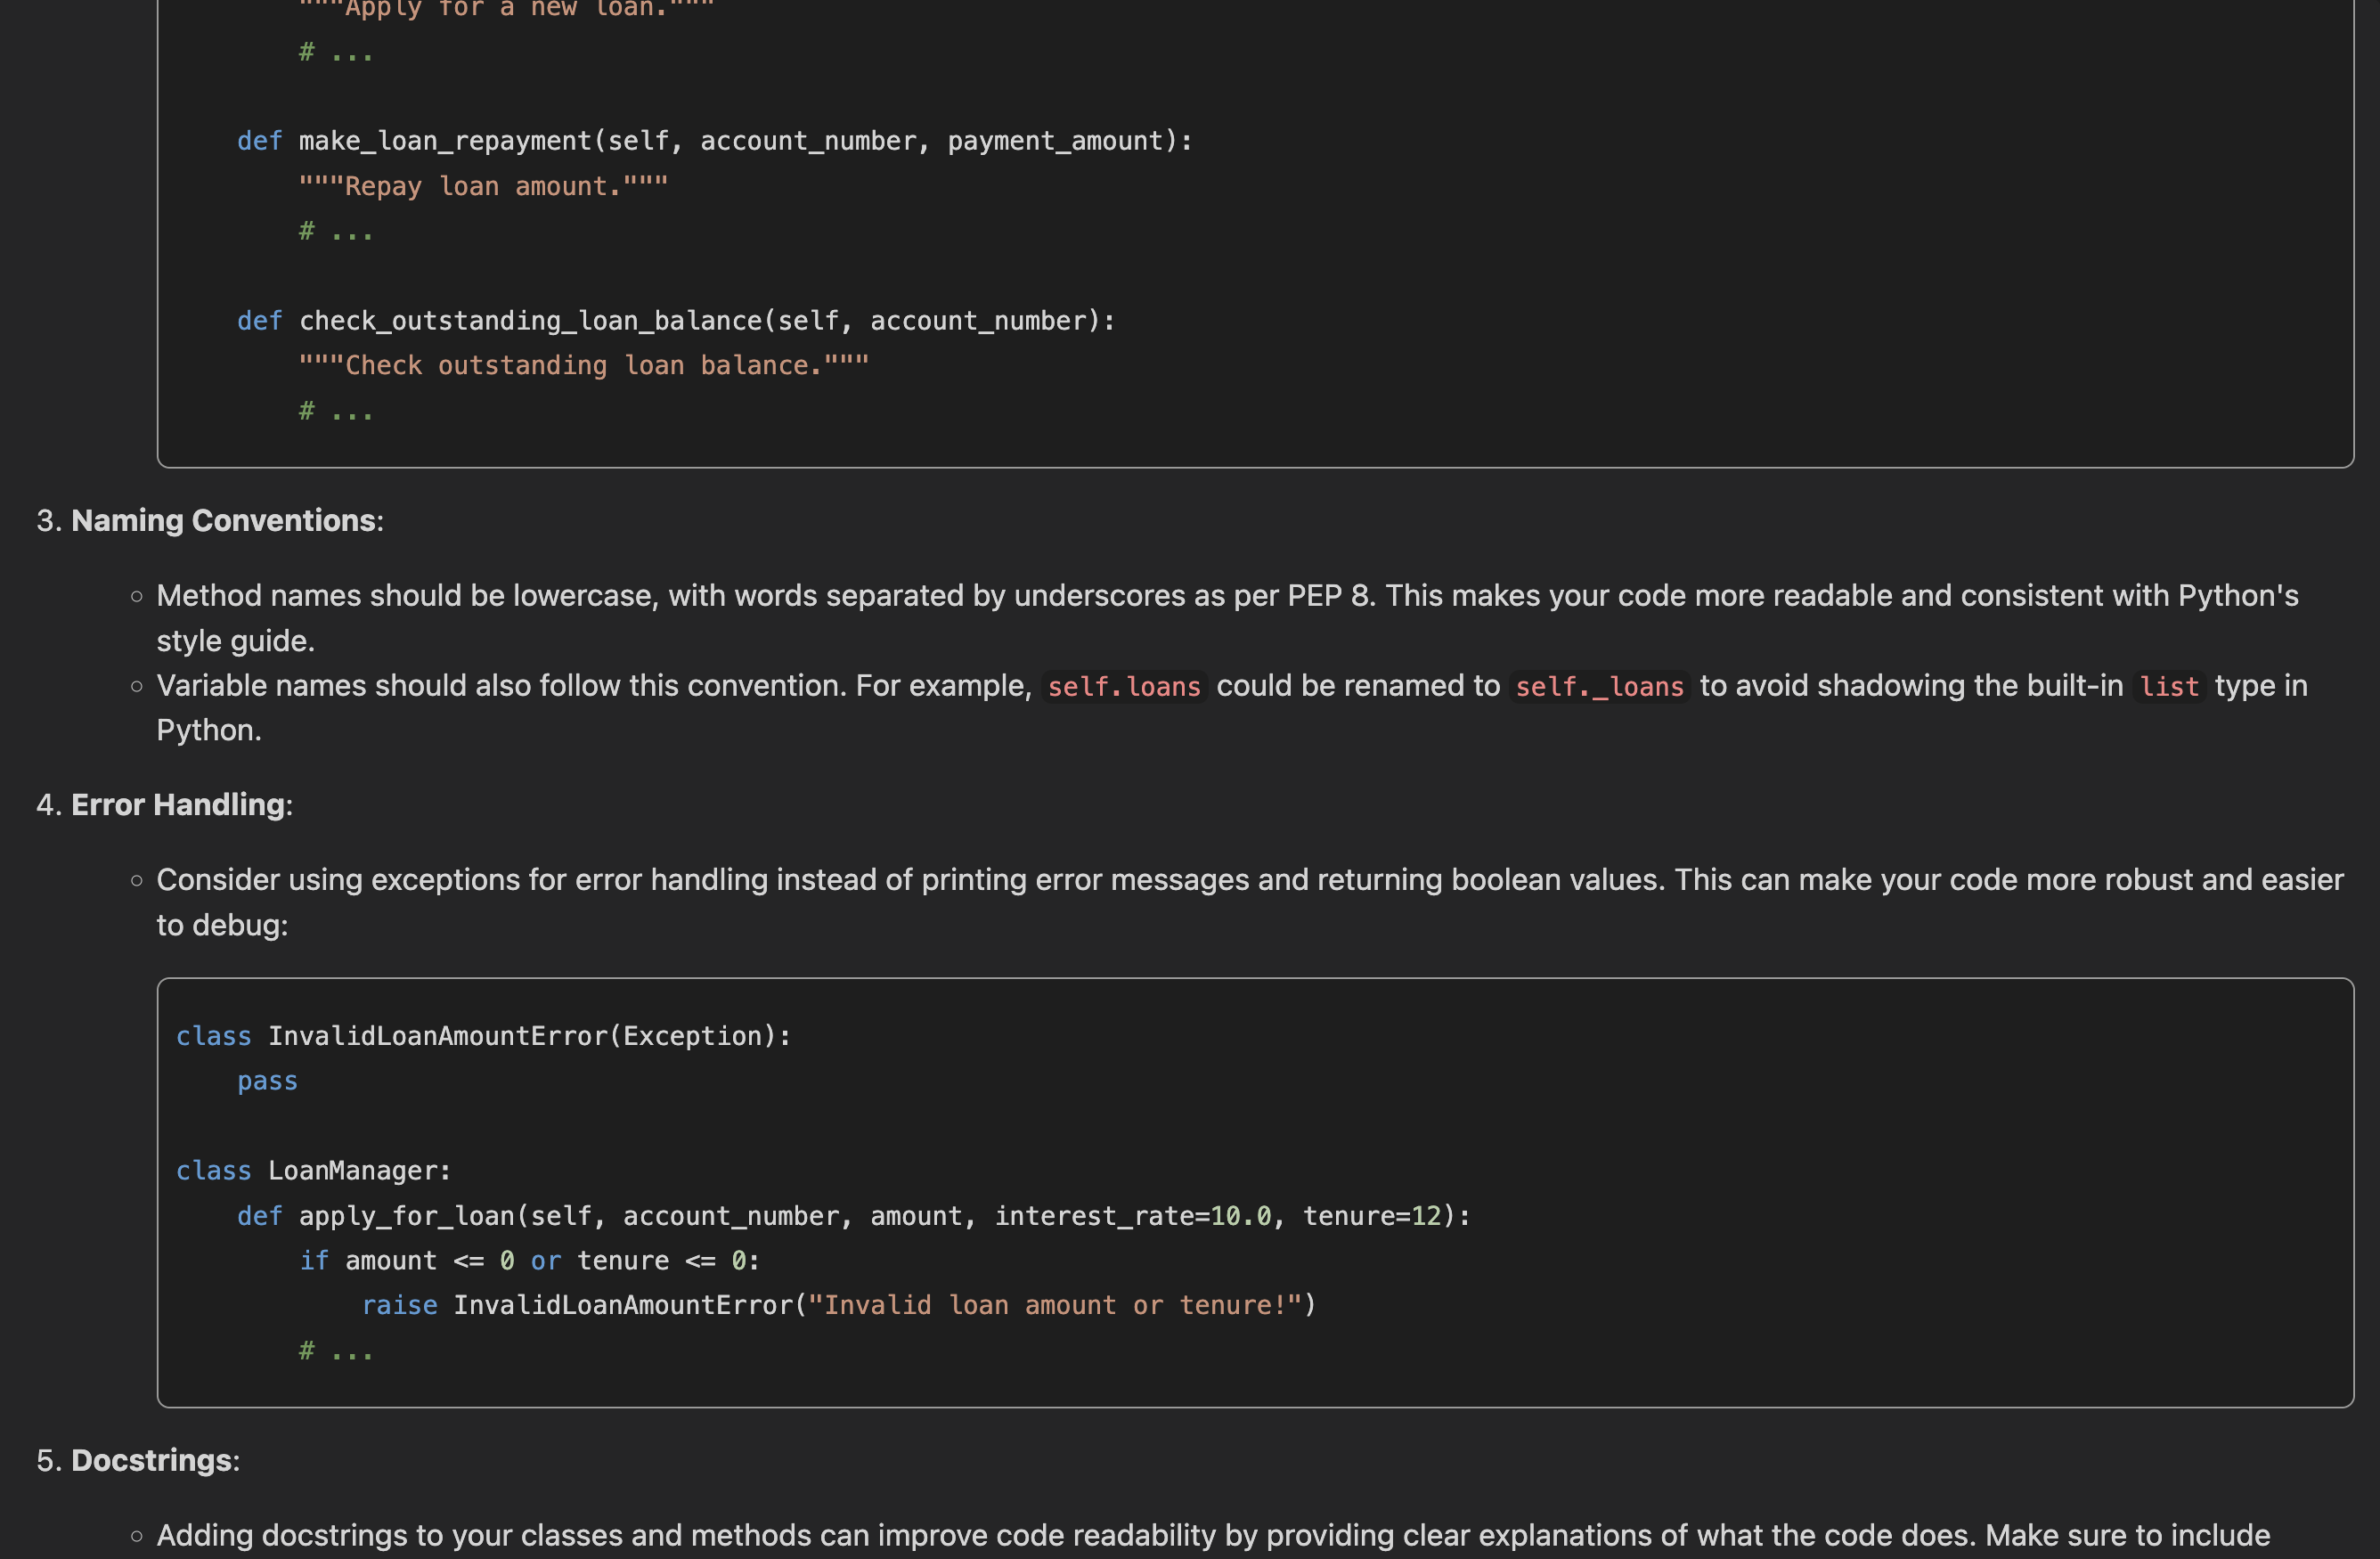 """Apply for a new loan."""
# ...
def make_loan_repayment(self, account_number, payment_amount):
"""Repay loan amount."""
# ...
def check_outstanding_loan_balance(self, account_number):
"""Check outstanding loan balance."""
# ...
3. Naming Conventions:
◦ Method names should be lowercase, with words separated by underscores as per PEP 8. This makes your code more readable and consistent with Python's
style guide.
◦ Variable names should also follow this convention. For example, self.loans could be renamed to self._loans to avoid shadowing the built-in list type in
Python.
4. Error Handling:
◦ Consider using exceptions for error handling instead of printing error messages and returning boolean values. This can make your code more robust and easier
to debug:
class InvalidLoanAmountError(Exception):
pass
class LoanManager:
def apply_for_loan(self, account_number, amount, interest_rate=10.0, tenure=12):
if amount <= 0 or tenure <= 0:
raise InvalidLoanAmountError("Invalid loan amount or tenure!")
# ...
5. Docstrings:
◦ Adding docstrings to your classes and methods can improve code readability by providing clear explanations of what the code does. Make sure to include